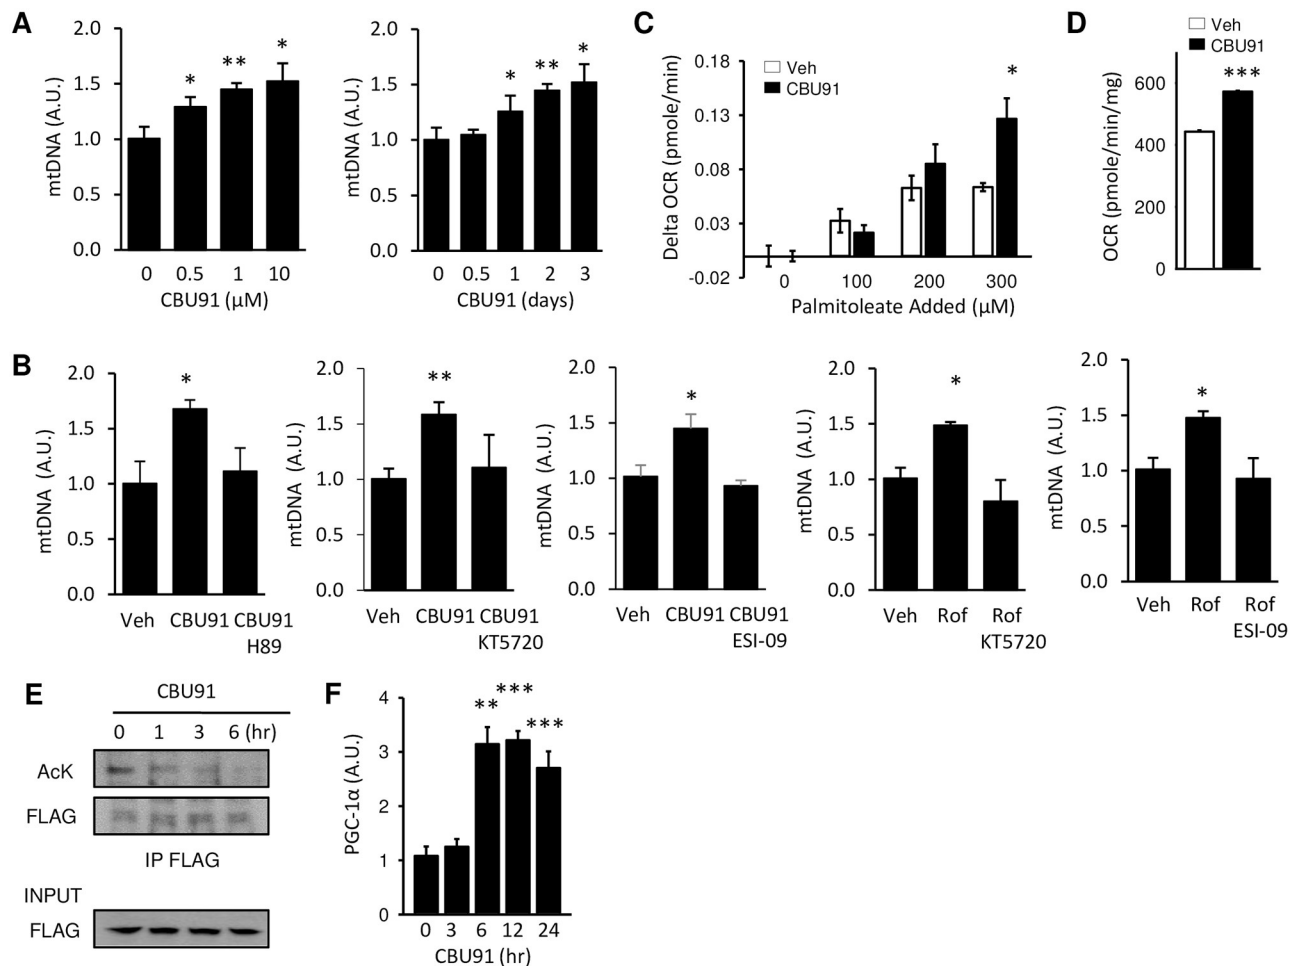 A
2.0
1.5
1.0
0.5
0.0
mtDNA (A.U.)
* ** *
0 0.5 1 10
CBU91 (µM)
2.0
1.5
1.0
0.5
0.0
mtDNA (A.U.)
* ** *
0 0.5 1 2 3
CBU91 (days)
C
Veh
CBU91
0.18
0.13
0.08
0.03
-0.02
Delta OCR (pmole/min)
*
0 100 200 300
Palmitoleate Added (µM)
D
Veh
CBU91
***
600
400
200
0
OCR (pmole/min/mg)
B
2.0
1.5
1.0
0.5
0.0
mtDNA (A.U.)
*
Veh CBU91 CBU91
H89
2.0
1.5
1.0
0.5
0.0
mtDNA (A.U.)
**
Veh CBU91 CBU91
KT5720
2.0
1.5
1.0
0.5
0.0
mtDNA (A.U.)
*
Veh CBU91 CBU91
ESI-09
2.0
1.5
1.0
0.5
0.0
mtDNA (A.U.)
*
Veh Rof Rof
KT5720
2.0
1.5
1.0
0.5
0.0
mtDNA (A.U.)
*
Veh Rof Rof
ESI-09
E
CBU91
0 1 3 6 (hr)
AcK
FLAG
IP FLAG
INPUT
FLAG
F
4
3
2
1
0
PGC-1α (A.U.)
** *** ***
0 3 6 12 24
CBU91 (hr)